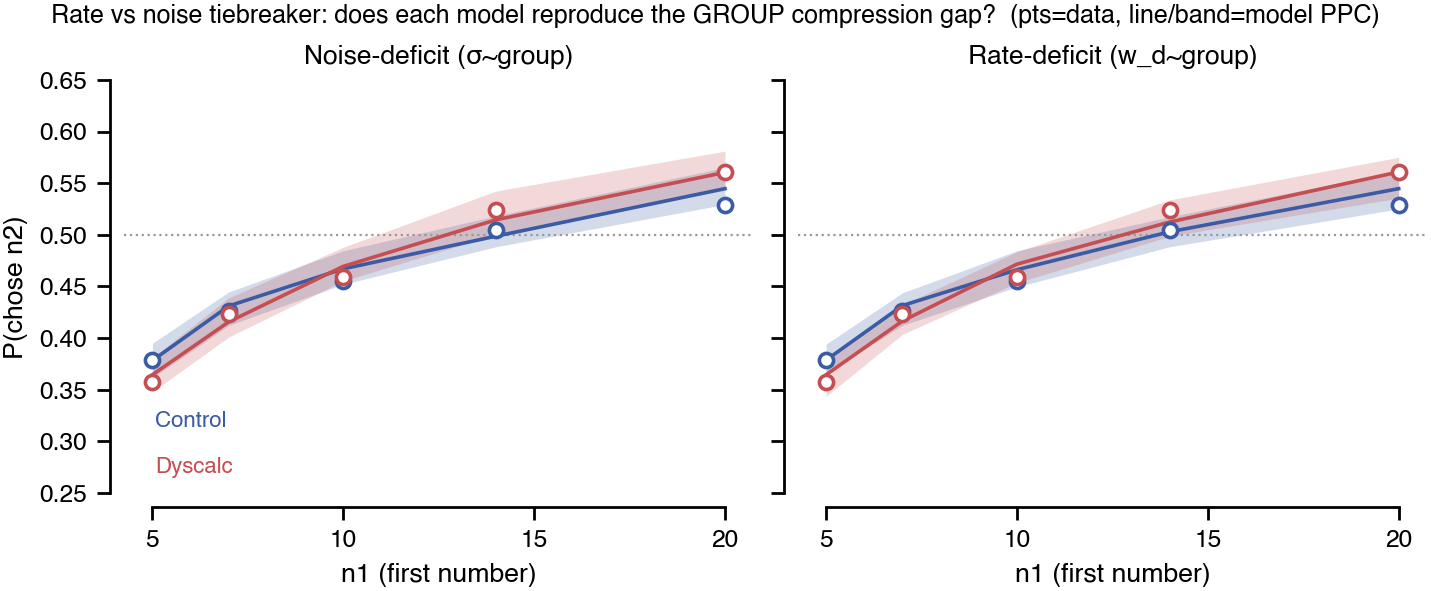 Rate vs noise tiebreaker: does each model reproduce the GROUP compression gap?  (pts=data, line/band=model PPC)
Noise-deficit (σ~group)
Rate-deficit (w_d~group)
P(chose n2)
0.65
0.60
0.55
0.50
0.45
0.40
0.35
0.30
0.25
Control
Dyscalc
5
10
15
20
5
10
15
20
n1 (first number)
n1 (first number)